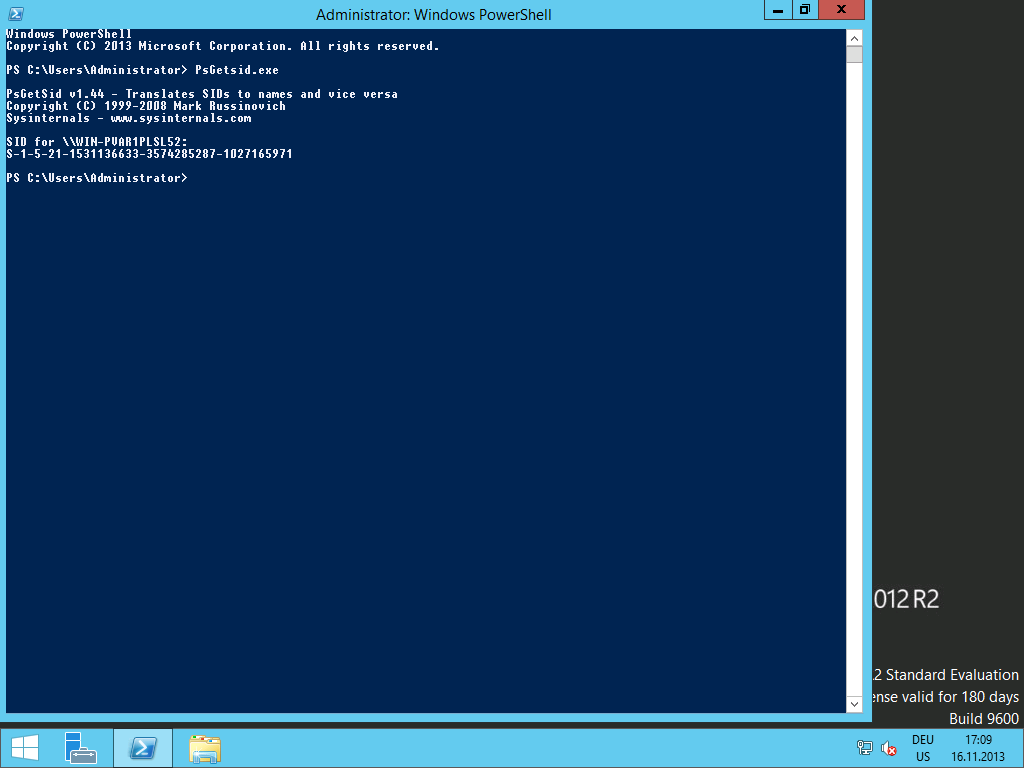 Administrator: Windows PowerShell
Windows PowerShell
Copyright (C) 2013 Microsoft Corporation. All rights reserved.
PS C:\Users\Administrator> PsGetsid.exe
PsGetSid v1.44 - Translates SIDs to names and vice versa
Copyright (C) 1999-2008 Mark Russinovich
Sysinternals - www.sysinternals.com
SID for \\WIN-PVAR1PLSL52:
S-1-5-21-1531136633-3574285287-1027165971
PS C:\Users\Administrator>
012 R2
.2 Standard Evaluation
ense valid for 180 days
Build 9600
DEU
US
17:09
16.11.2013